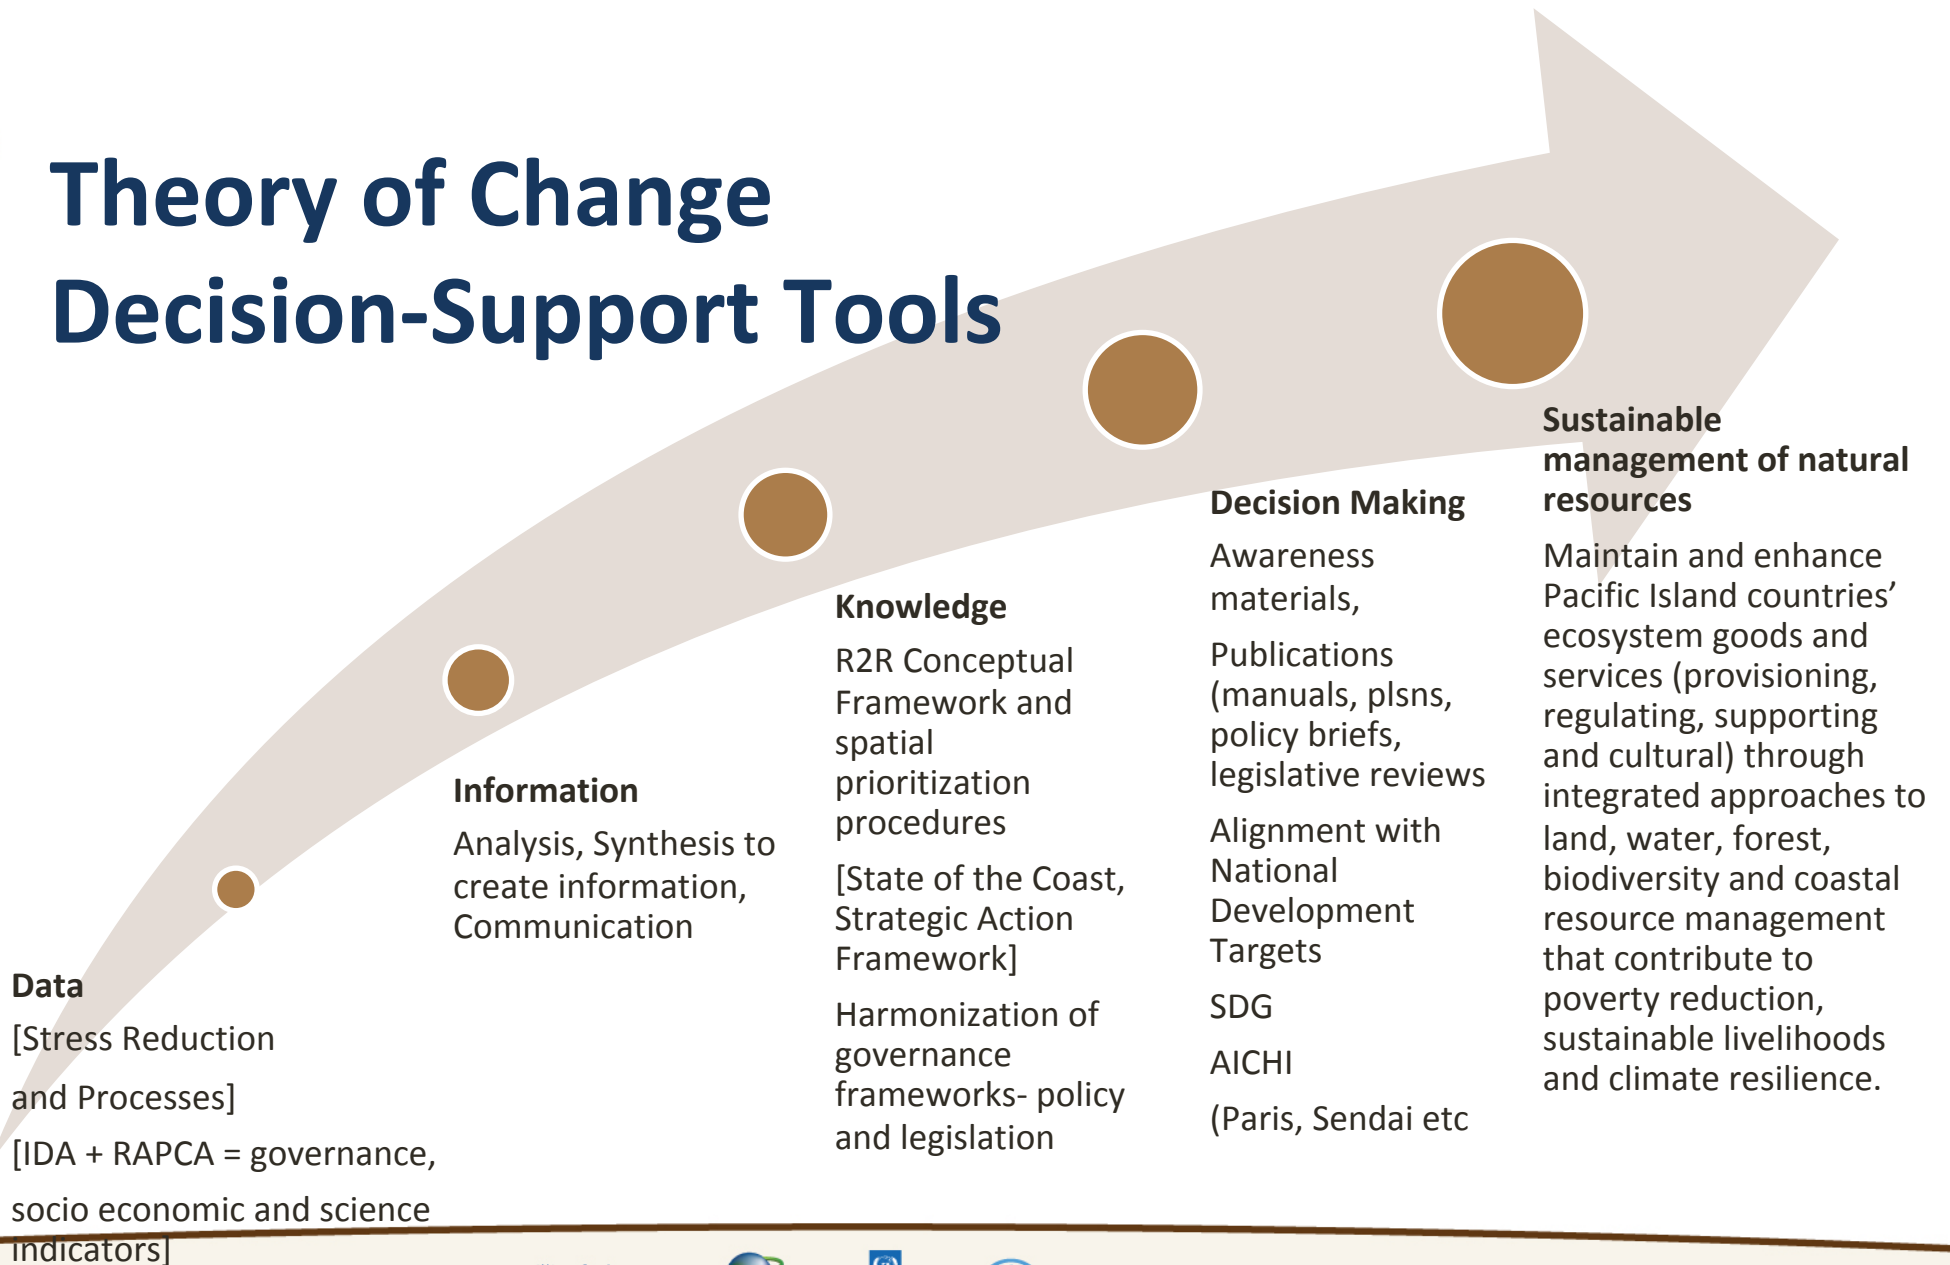 Theory of Change
Decision-Support Tools
Data
[Stress Reduction
and Processes]
[IDA + RAPCA = governance,
socio economic and science
indicators]
Information
Analysis, Synthesis to
create information,
Communication
Knowledge
R2R Conceptual
Framework and
spatial
prioritization
procedures
[State of the Coast,
Strategic Action
Framework]
Harmonization of
governance
frameworks- policy
and legislation
Decision Making
Awareness
materials,
Publications
(manuals, plsns,
policy briefs,
legislative reviews
Alignment with
National
Development
Targets
SDG
AICHI
(Paris, Sendai etc
Sustainable
management of natural
resources
Maintain and enhance
Pacific Island countries’
ecosystem goods and
services (provisioning,
regulating, supporting
and cultural) through
integrated approaches to
land, water, forest,
biodiversity and coastal
resource management
that contribute to
poverty reduction,
sustainable livelihoods
and climate resilience.